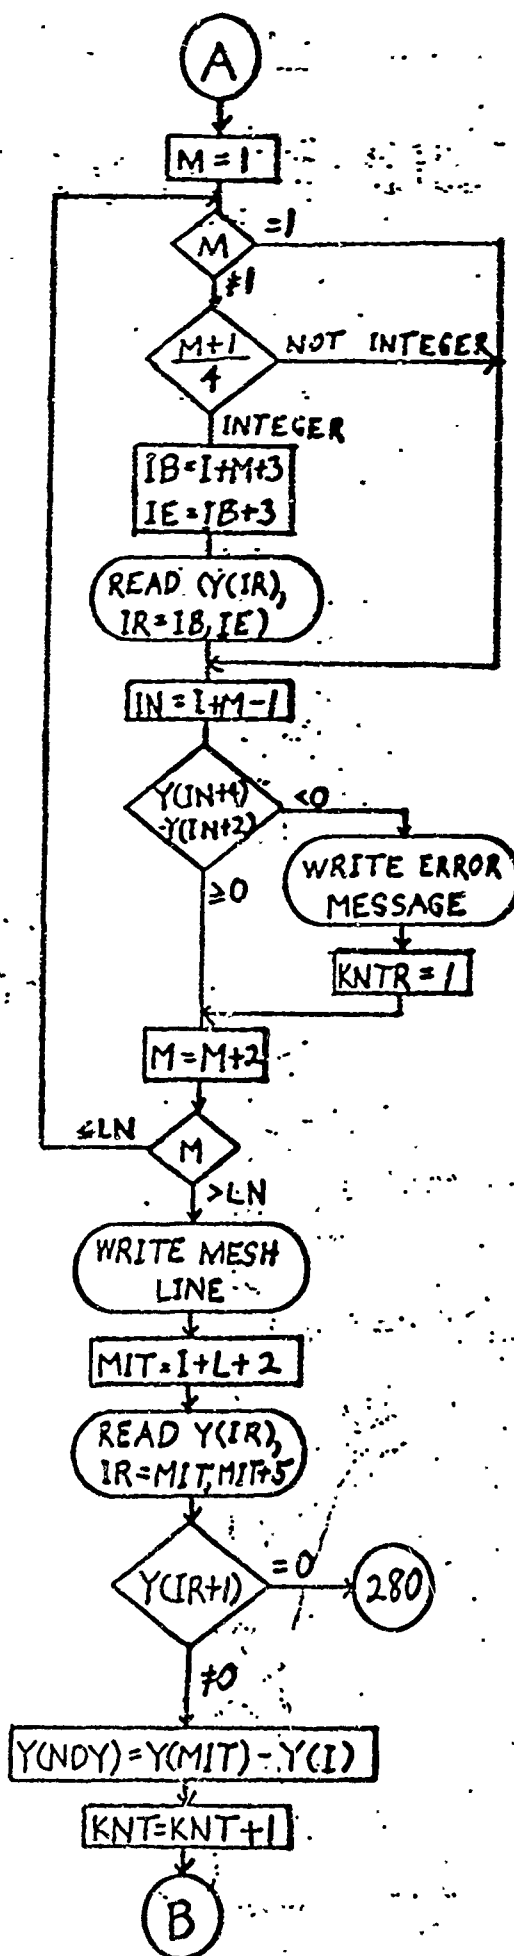 A
M = 1
M
=1
≠1
M+1
4
NOT INTEGER
INTEGER
IB=I+M+3
IE=IB+3
READ (Y(IR),
IR=IB, IE)
IN = I+M-1
Y(IN+4)
-Y(IN+2)
<0
≥0
WRITE ERROR
MESSAGE
KNTR = 1
M = M+2
M
≤LN
>LN
WRITE MESH
LINE
MIT=I+L+2
READ Y(IR),
IR=MIT, MIT+5
Y(IR+1)
=0
280
≠0
Y(NDY)=Y(MIT)-Y(I)
KNT=KNT+1
B